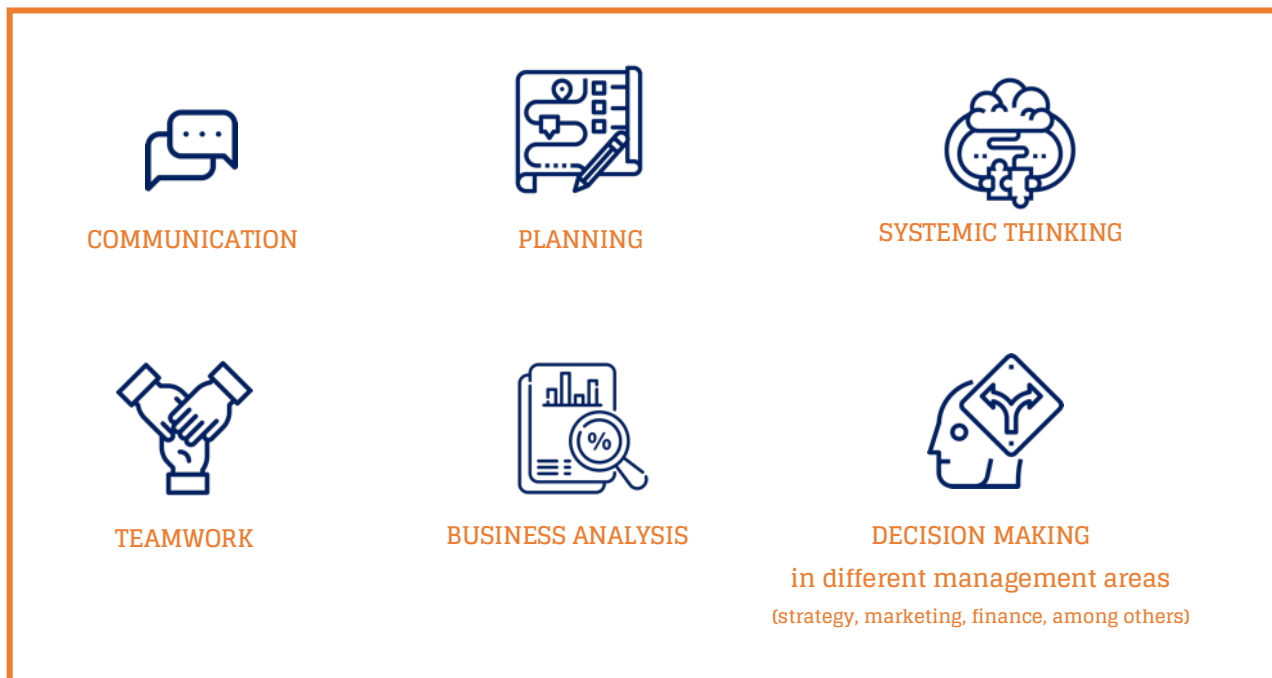 COMMUNICATION
PLANNING
SYSTEMIC THINKING
%
TEAMWORK
BUSINESS ANALYSIS
DECISION MAKING
in different management areas
(strategy, marketing, finance, among others)